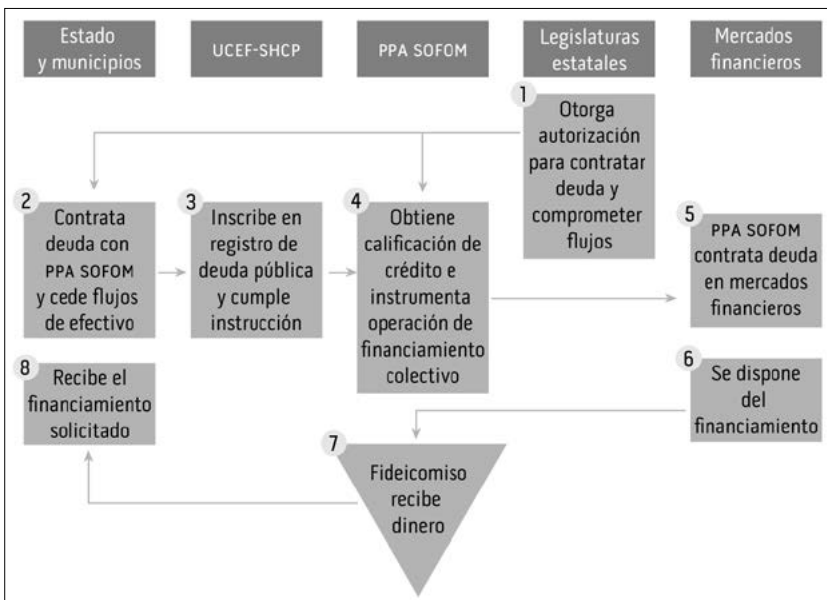 Estado
y municipios
UCEF-SHCP
PPA SOFOM
Legislaturas
estatales
Mercados
financieros
1
Otorga
autorización
para contratar
deuda y
comprometer
flujos
2
Contrata
deuda con
PPA SOFOM
y cede flujos
de efectivo
3
Inscribe en
registro de
deuda pública
y cumple
instrucción
4
Obtiene
calificación de
crédito e
instrumenta
operación de
financiamiento
colectivo
5
PPA SOFOM
contrata deuda
en mercados
financieros
6
Se dispone
del
financiamiento
7
Fideicomiso
recibe
dinero
8
Recibe el
financiamiento
solicitado